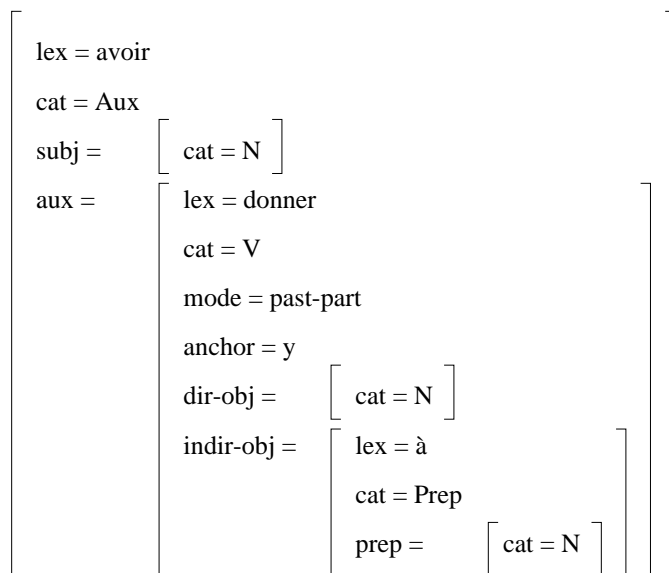 lex = avoir
cat = Aux
subj = cat = N
aux = lex = donner
cat = V
mode = past-part
anchor = y
dir-obj = cat = N
indir-obj = lex = à
cat = Prep
prep = cat = N